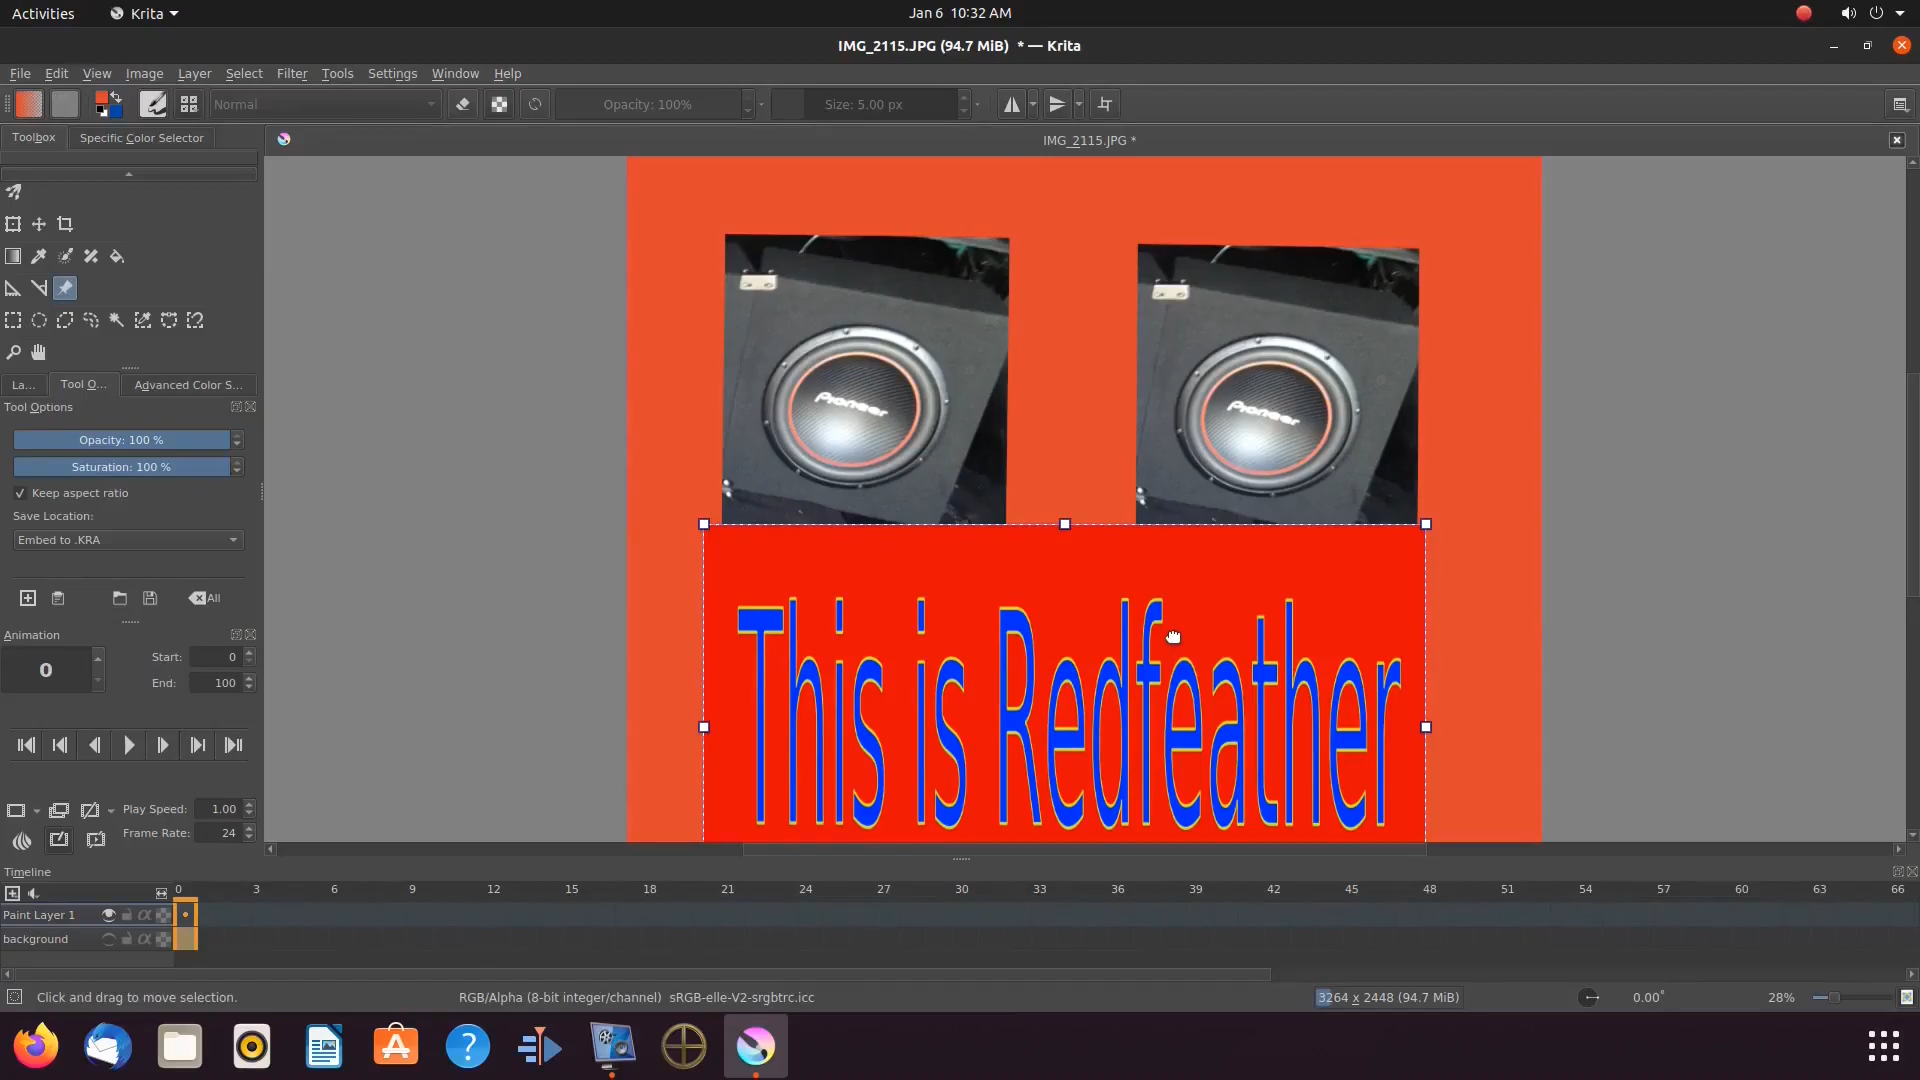 Activities
Krita
Jan 6 10:32 AM
IMG_2115.JPG (94.7 MiB) * — Krita
File Edit View Image Layer Select Filter Tools Settings Window Help
Normal
Opacity: 100%
Size: 5.00 px
Toolbox
Specific Color Selector
IMG_2115.JPG *
La...
Tool O...
Advanced Color S...
Tool Options
Opacity: 100 %
Saturation: 100 %
Keep aspect ratio
Save Location:
Embed to .KRA
All
Animation
0
Start: 0
End: 100
Play Speed: 1.00
Frame Rate: 24
Pioneer
Pioneer
This is Redfeather
Timeline
0 3 6 9 12 15 18 21 24 27 30 33 36 39 42 45 48 51 54 57 60 63 66
Paint Layer 1
background
Click and drag to move selection.
RGB/Alpha (8-bit integer/channel) sRGB-elle-V2-srgbtrc.icc
3264 x 2448 (94.7 MiB)
0.00°
28%